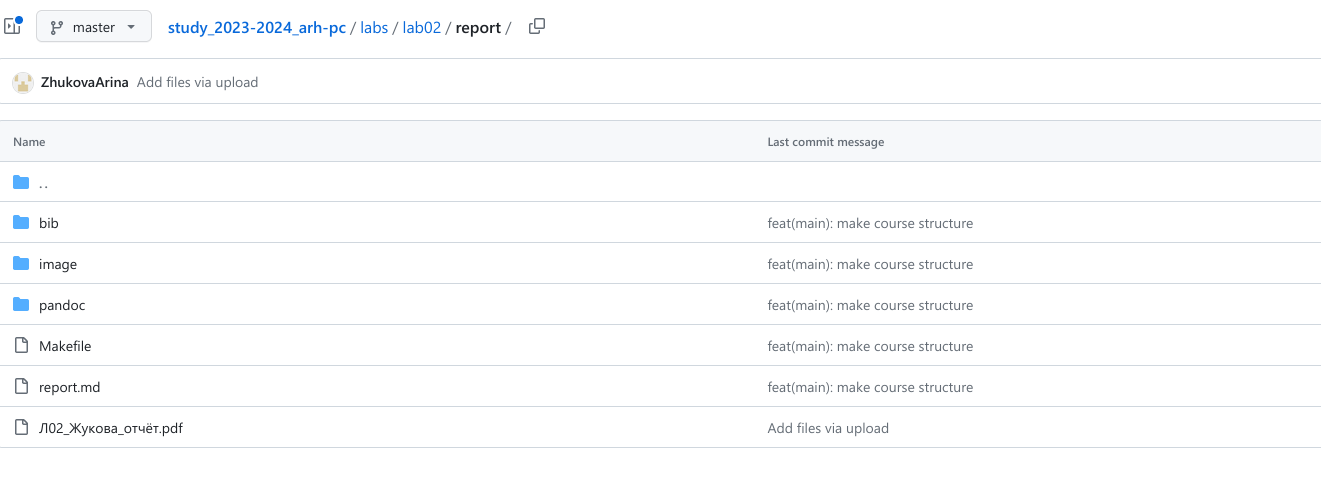 master study_2023-2024_arh-pc / labs / lab02 / report /
ZhukovaArina Add files via upload
Name Last commit message
..
bib feat(main): make course structure
image feat(main): make course structure
pandoc feat(main): make course structure
Makefile feat(main): make course structure
report.md feat(main): make course structure
Л02_Жукова_отчёт.pdf Add files via upload